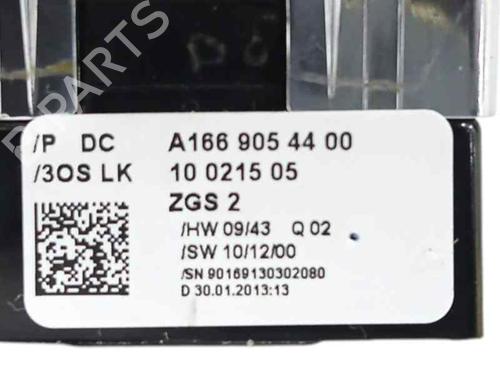 /P DC A166 905 44 00
/3OS LK 10 0215 05
ZGS 2
/HW 09/43 Q 02
/SW 10/12/00
/SN 90169130302080
D 30.01.2013:13